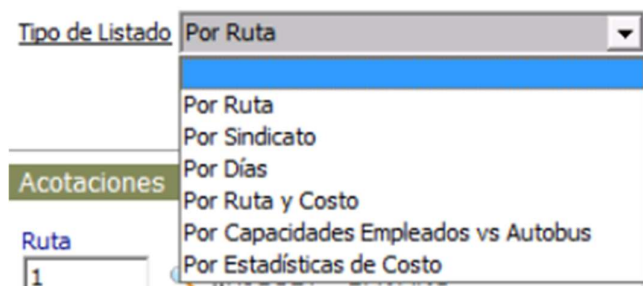 Tipo de Listado Por Ruta
Por Ruta
Por Sindicato
Por Días
Acotaciones
Por Ruta y Costo
Ruta
Por Capacidades Empleados vs Autobus
1
Por Estadísticas de Costo